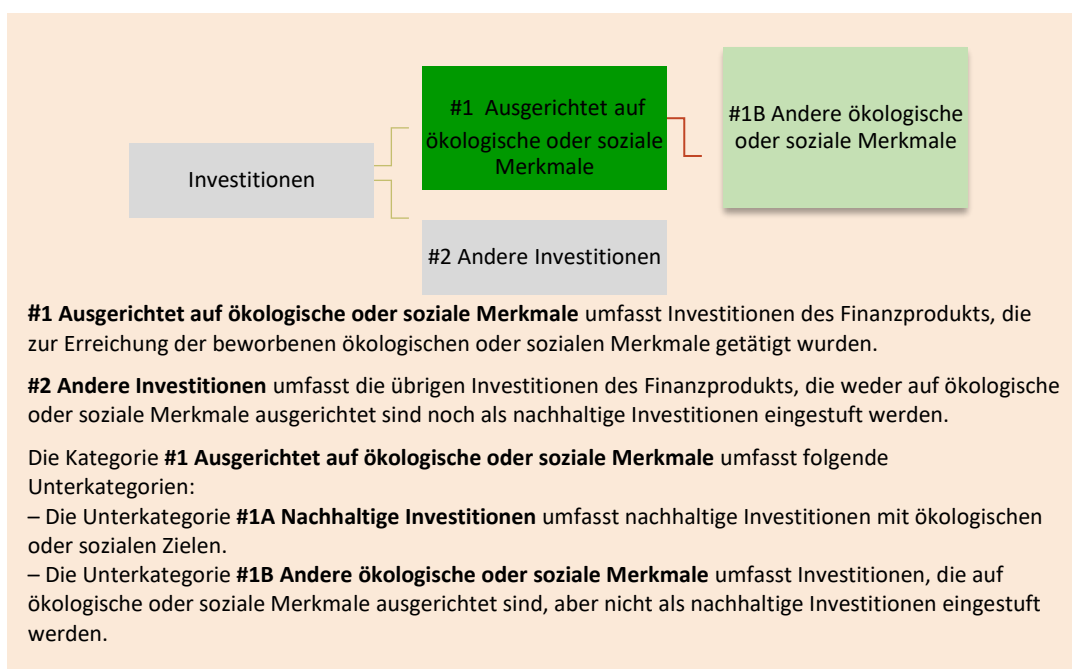 #1 Ausgerichtet auf
ökologische oder soziale
Merkmale
#1B Andere ökologische
oder soziale Merkmale
Investitionen
#2 Andere Investitionen
#1 Ausgerichtet auf ökologische oder soziale Merkmale umfasst Investitionen des Finanzprodukts, die
zur Erreichung der beworbenen ökologischen oder sozialen Merkmale getätigt wurden.
#2 Andere Investitionen umfasst die übrigen Investitionen des Finanzprodukts, die weder auf ökologische
oder soziale Merkmale ausgerichtet sind noch als nachhaltige Investitionen eingestuft werden.
Die Kategorie #1 Ausgerichtet auf ökologische oder soziale Merkmale umfasst folgende
Unterkategorien:
– Die Unterkategorie #1A Nachhaltige Investitionen umfasst nachhaltige Investitionen mit ökologischen
oder sozialen Zielen.
– Die Unterkategorie #1B Andere ökologische oder soziale Merkmale umfasst Investitionen, die auf
ökologische oder soziale Merkmale ausgerichtet sind, aber nicht als nachhaltige Investitionen eingestuft
werden.